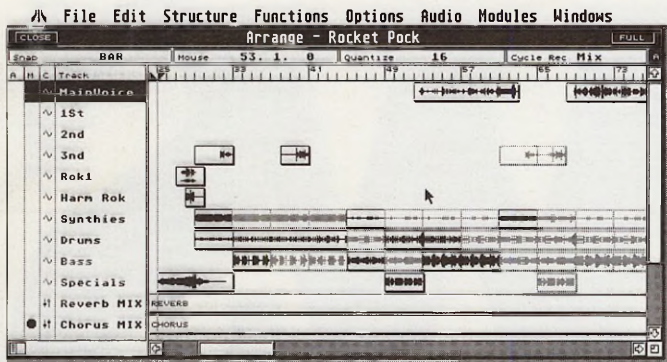 File Edit Structure Functions Options Audio Modules Windows
CLOSE Arrange - Rocket Pock FULL
Snap BAR Mouse 53. 1. 0 Quantize 16 Cycle Rec Mix
A M C Track 25 33 41 49 57 65 73
MainVoice
1St
2nd
3nd
Rok1
Harm Rok
Synthies
Drums
Bass
Specials
Reverb MIX REVERB
Chorus MIX CHORUS